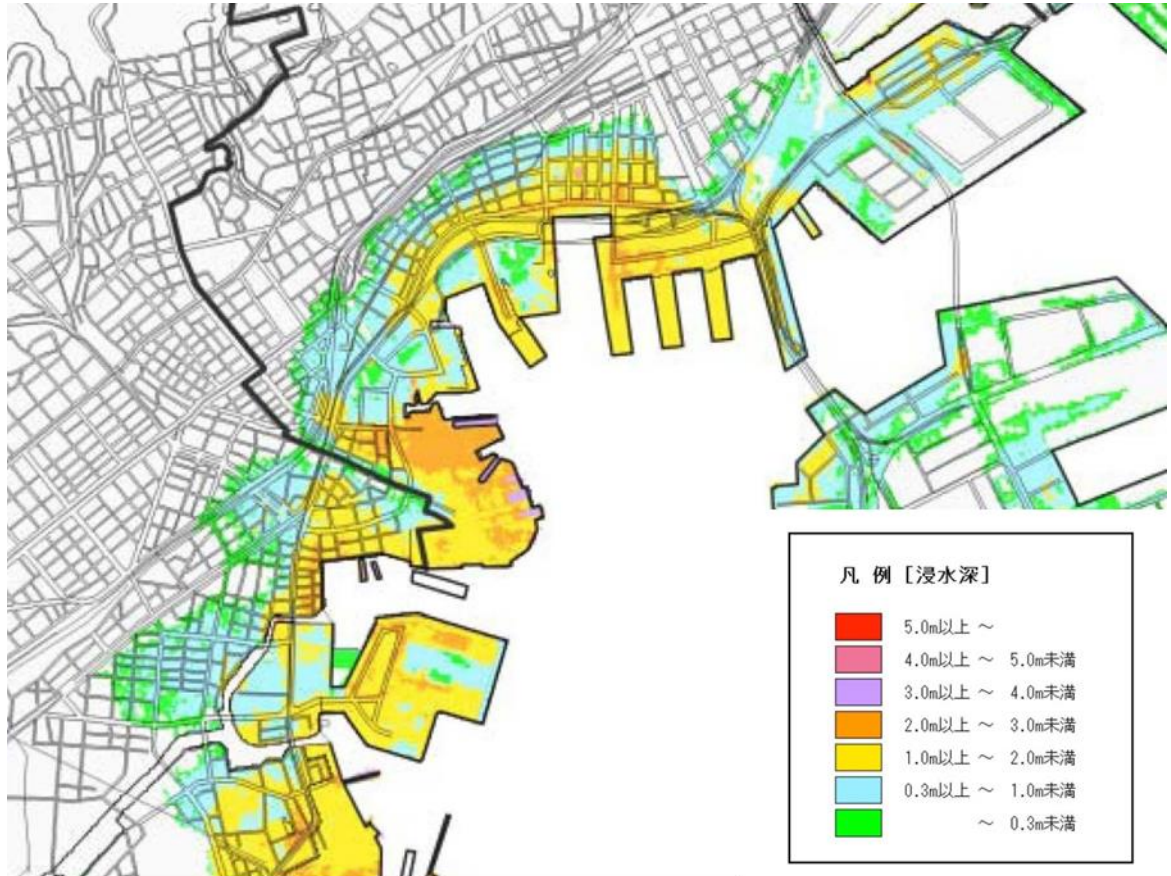 凡 例 [浸水深]
5.0m以上 ～
4.0m以上 ～ 5.0m未満
3.0m以上 ～ 4.0m未満
2.0m以上 ～ 3.0m未満
1.0m以上 ～ 2.0m未満
0.3m以上 ～ 1.0m未満
～ 0.3m未満